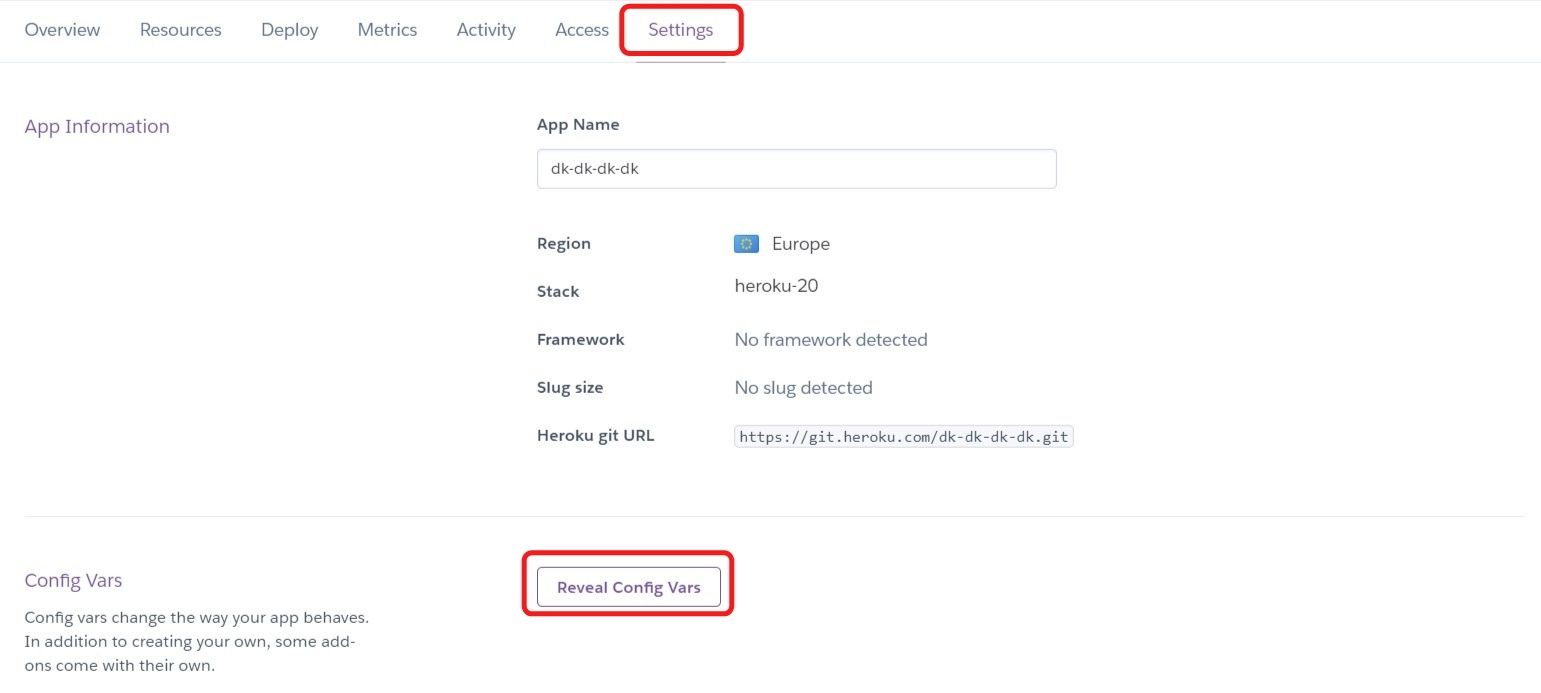 Overview Resources Deploy Metrics Activity Access Settings
App Information
App Name
dk-dk-dk-dk
Region Europe
Stack heroku-20
Framework No framework detected
Slug size No slug detected
Heroku git URL https://git.heroku.com/dk-dk-dk-dk.git
Config Vars
Config vars change the way your app behaves.
In addition to creating your own, some add-
ons come with their own.
Reveal Config Vars